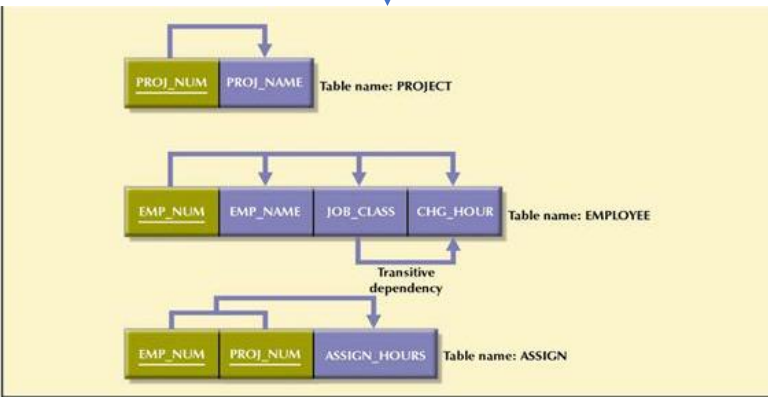 PROJ_NUM PROJ_NAME Table name: PROJECT
EMP_NUM EMP_NAME JOB_CLASS CHG_HOUR Table name: EMPLOYEE
Transitive
dependency
EMP_NUM PROJ_NUM ASSIGN_HOURS Table name: ASSIGN